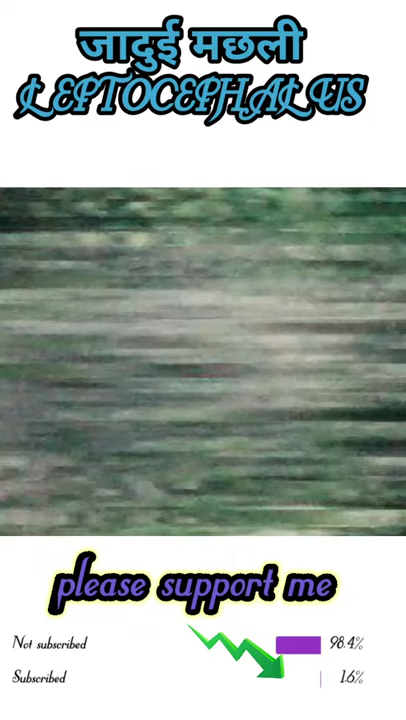 जादुई मछली
LEPTOCEPHALUS
please support me
Not subscribed 98.4%
Subscribed 1.6%